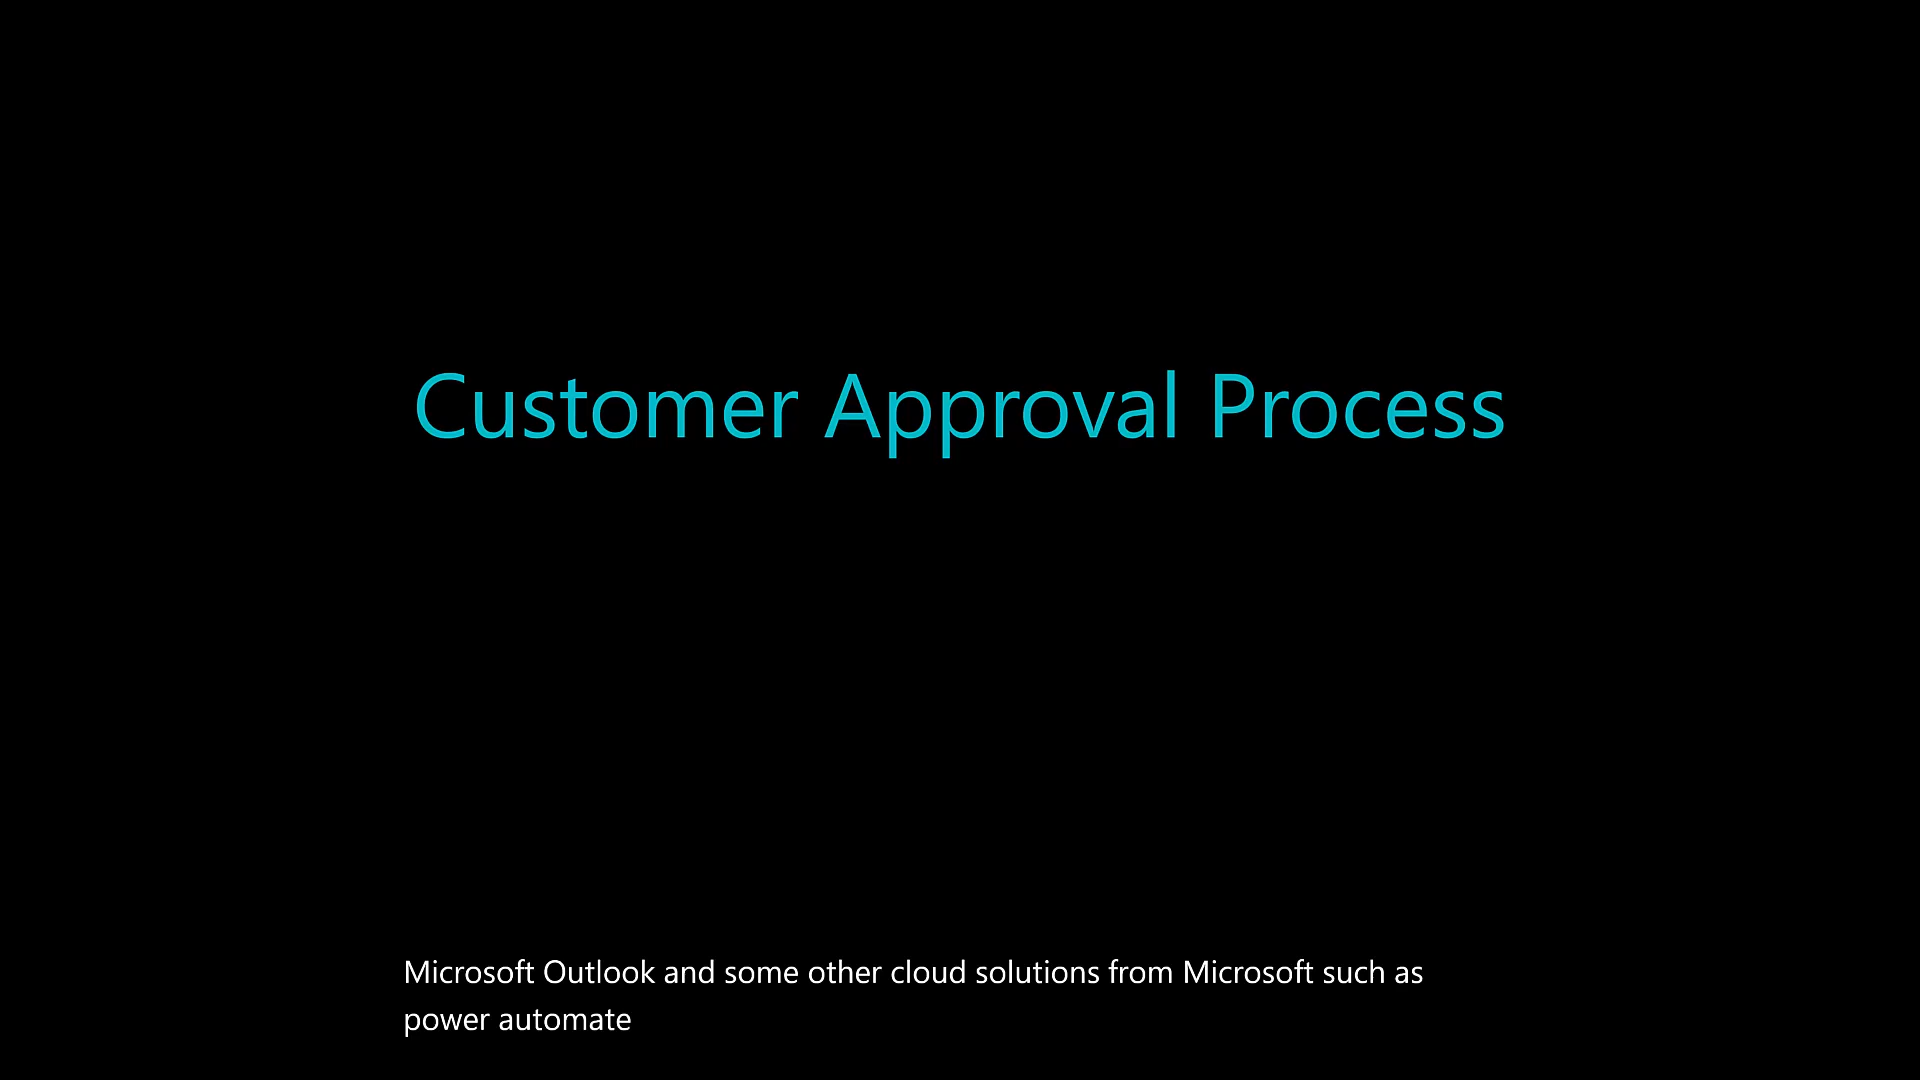 Customer Approval Process
Microsoft Outlook and some other cloud solutions from Microsoft such as
power automate